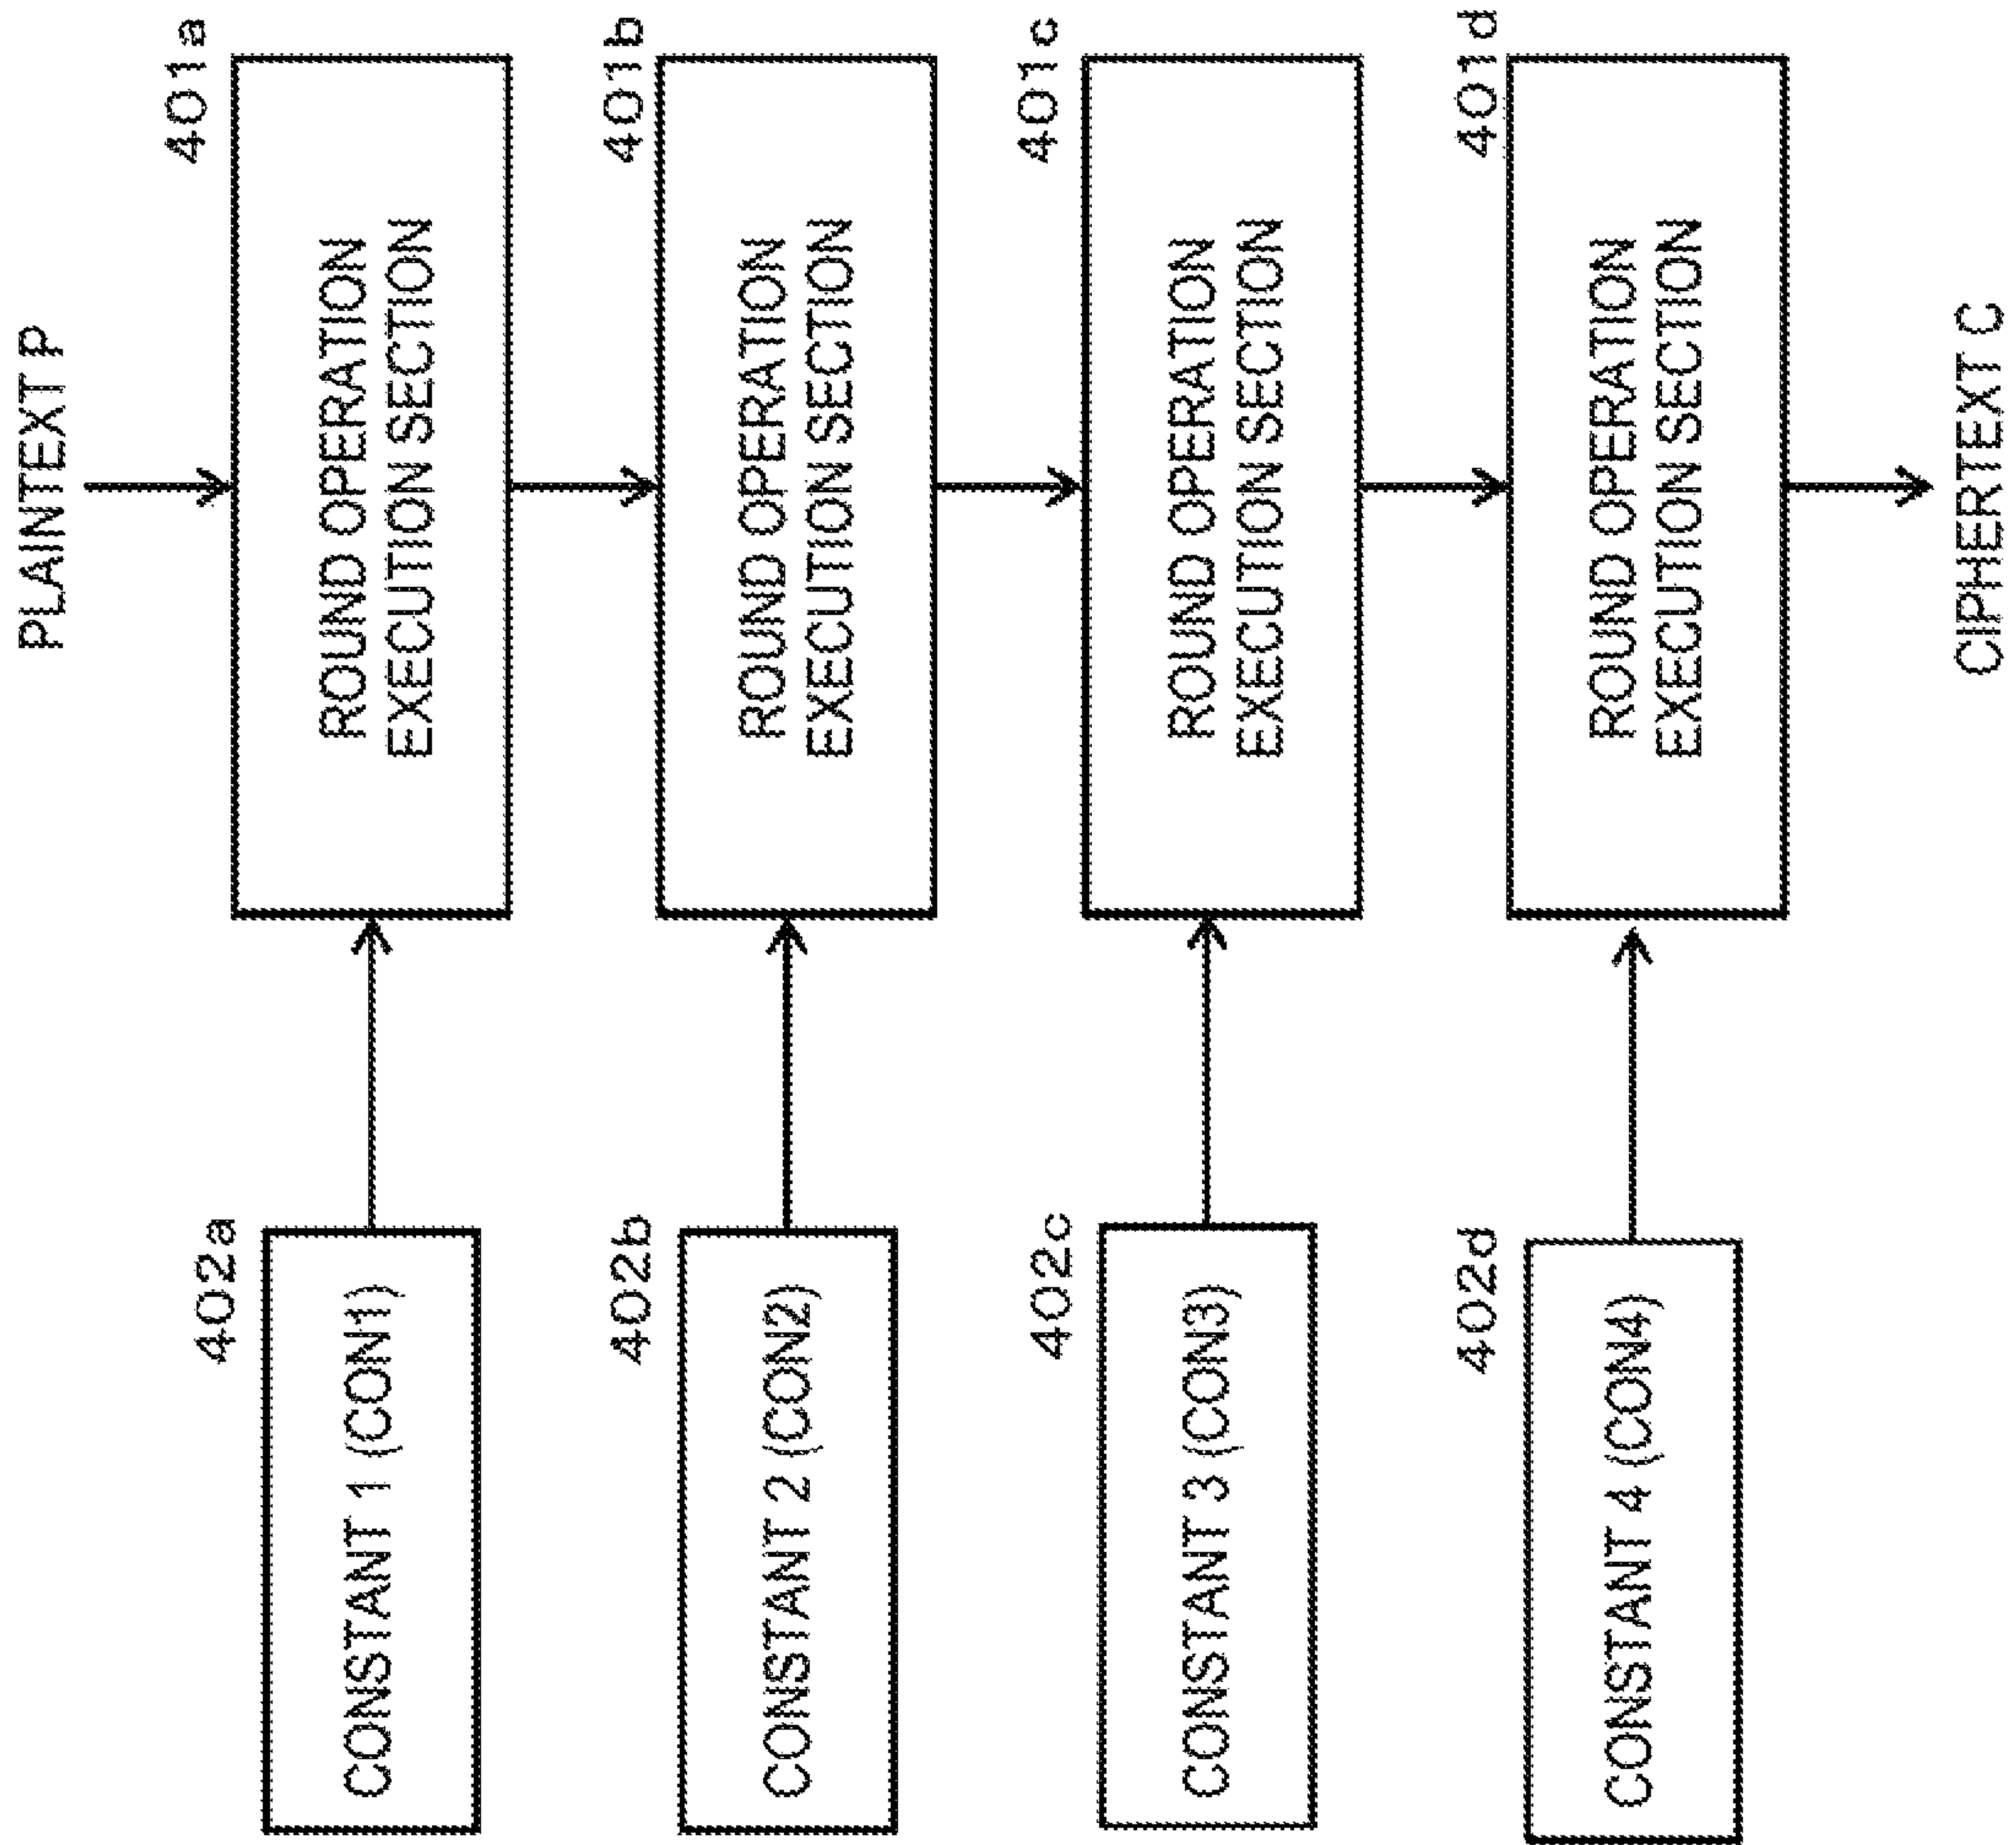 PLAINTEXT P
402a
401a
CONSTANT 1 (CON1)
ROUND OPERATION
EXECUTION SECTION
402b
401b
CONSTANT 2 (CON2)
ROUND OPERATION
EXECUTION SECTION
402c
401c
CONSTANT 3 (CON3)
ROUND OPERATION
EXECUTION SECTION
402d
401d
CONSTANT 4 (CON4)
ROUND OPERATION
EXECUTION SECTION
CIPHERTEXT C